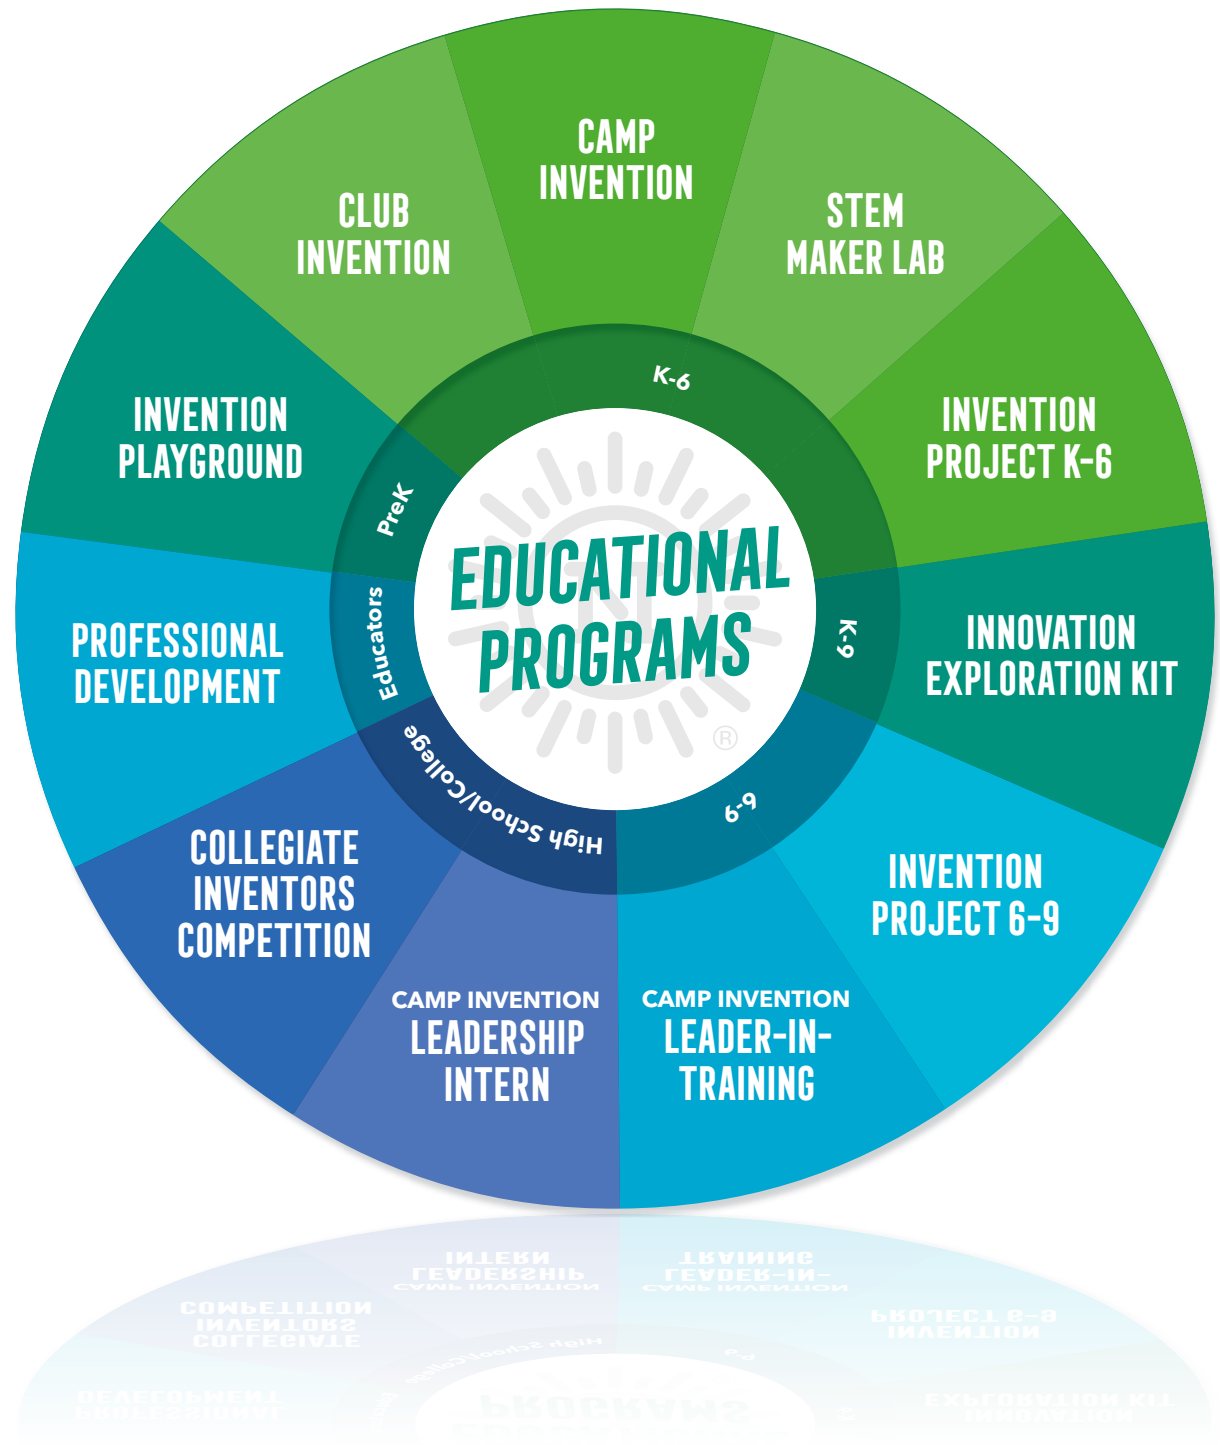 CAMP
INVENTION
STEM
MAKER LAB
INVENTION
PROJECT K-6
INNOVATION
EXPLORATION KIT
INVENTION
PROJECT 6-9
CAMP INVENTION
LEADER-IN-
TRAINING
CAMP INVENTION
LEADERSHIP
INTERN
COLLEGIATE
INVENTORS
COMPETITION
PROFESSIONAL
DEVELOPMENT
INVENTION
PLAYGROUND
CLUB
INVENTION
K-6
K-9
6-9
High School/College
Educators
PreK
EDUCATIONAL
PROGRAMS
N
®